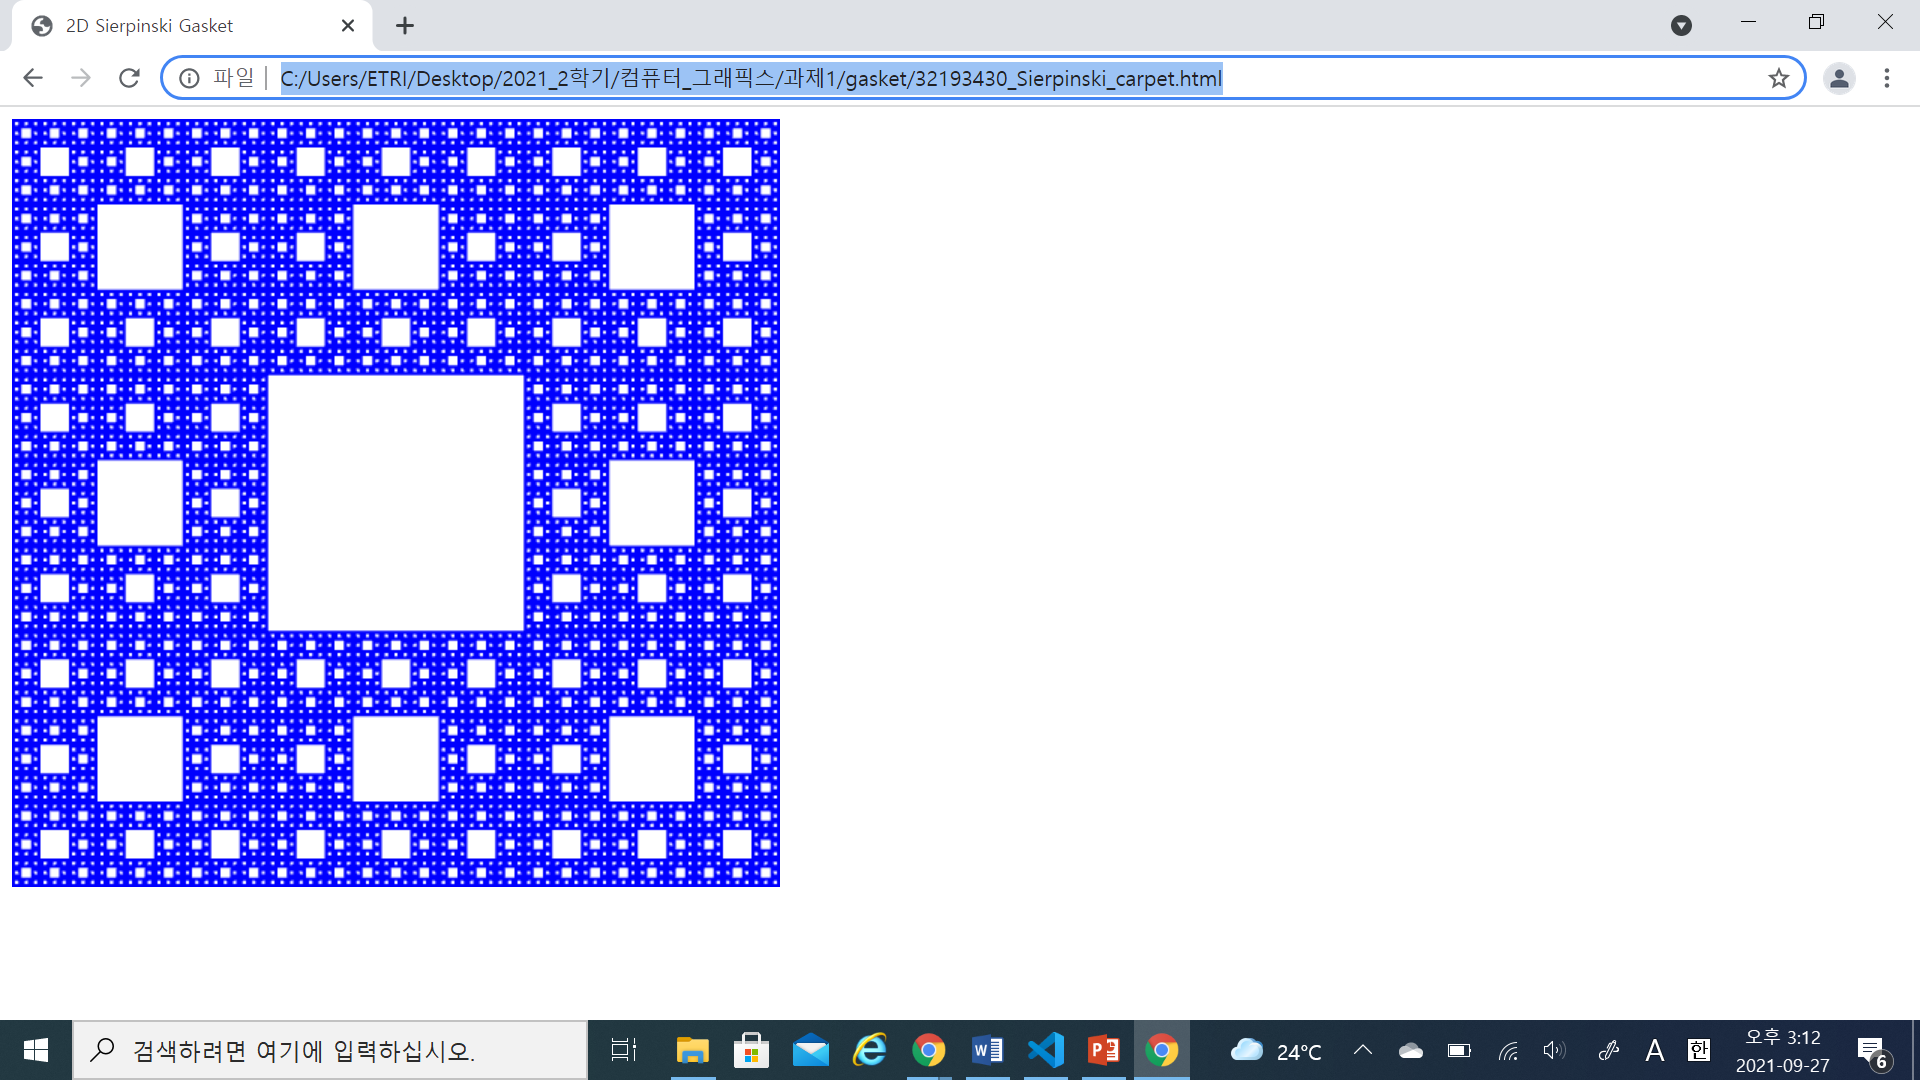 2D Sierpinski Gasket
파일 | C:/Users/ETRI/Desktop/2021_2학기/컴퓨터_그래픽스/과제1/gasket/32193430_Sierpinski_carpet.html
검색하려면 여기에 입력하십시오.
24℃
A
한
오후 3:12
2021-09-27
6